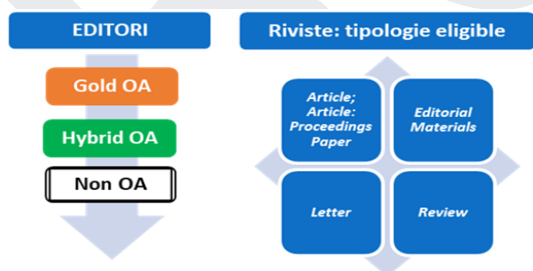 EDITORI
Gold OA
Hybrid OA
Non OA
Riviste: tipologie eligible
Article;
Article:
Proceedings
Paper
Editorial
Materials
Letter
Review